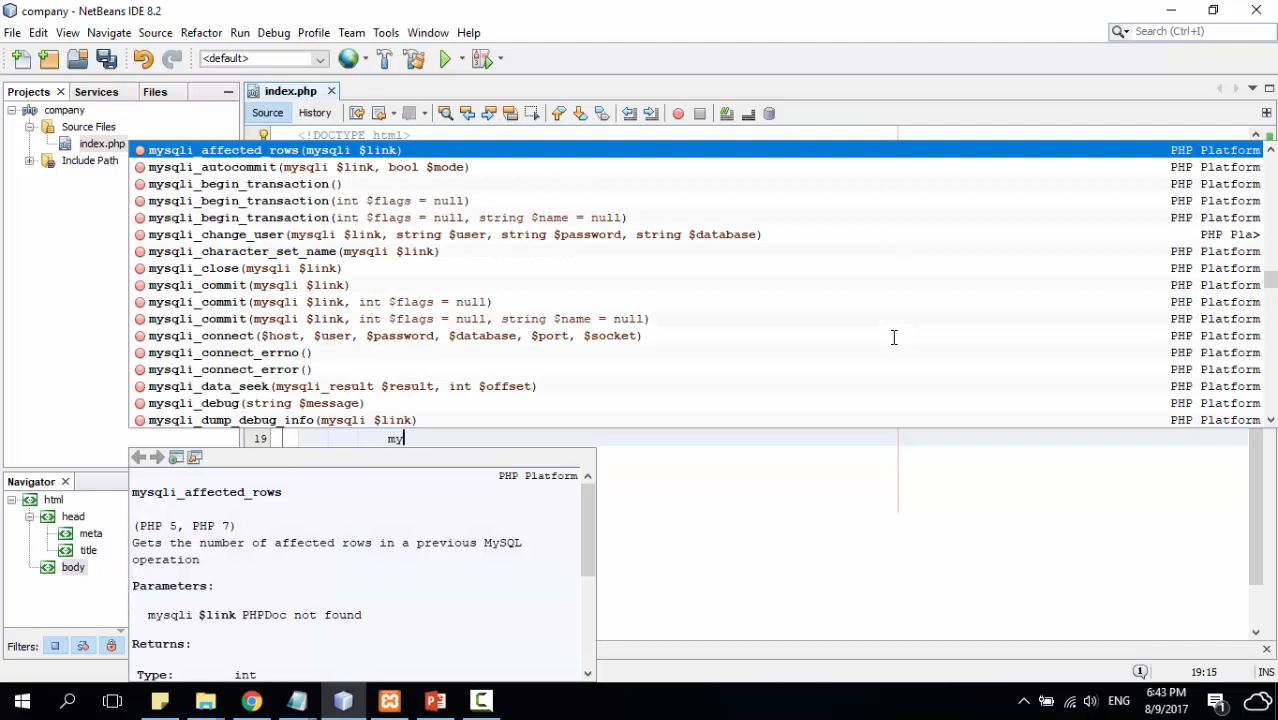 company - NetBeans IDE 8.2
File Edit View Navigate Source Refactor Run Debug Profile Team Tools Window Help
Search (Ctrl+I)
<default>
Projects Services Files
index.php
company
Source History
Source Files
<!DOCTYPE html>
index.php
Include Path
mysqli_affected_rows(mysqli $link) PHP Platform
mysqli_autocommit(mysqli $link, bool $mode) PHP Platform
mysqli_begin_transaction() PHP Platform
mysqli_begin_transaction(int $flags = null) PHP Platform
mysqli_begin_transaction(int $flags = null, string $name = null) PHP Platform
mysqli_change_user(mysqli $link, string $user, string $password, string $database) PHP Pla>
mysqli_character_set_name(mysqli $link) PHP Platform
mysqli_close(mysqli $link) PHP Platform
mysqli_commit(mysqli $link) PHP Platform
mysqli_commit(mysqli $link, int $flags = null) PHP Platform
mysqli_commit(mysqli $link, int $flags = null, string $name = null) PHP Platform
mysqli_connect($host, $user, $password, $database, $port, $socket) PHP Platform
mysqli_connect_errno() PHP Platform
mysqli_connect_error() PHP Platform
mysqli_data_seek(mysqli_result $result, int $offset) PHP Platform
mysqli_debug(string $message) PHP Platform
mysqli_dump_debug_info(mysqli $link) PHP Platform
19 my
Navigator
html
head
meta
title
body
Filters:
PHP Platform
mysqli_affected_rows
(PHP 5, PHP 7)
Gets the number of affected rows in a previous MySQL
operation
Parameters:
mysqli $link PHPDoc not found
Returns:
Type: int
1
19:15 INS
ENG
6:43 PM
8/9/2017
1